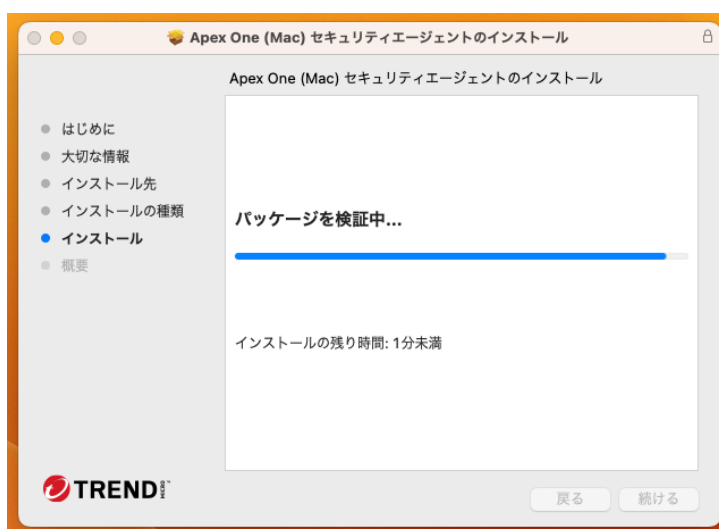 Apex One (Mac) セキュリティエージェントのインストール
Apex One (Mac) セキュリティエージェントのインストール
はじめに
大切な情報
インストール先
インストールの種類
インストール
概要
パッケージを検証中...
インストールの残り時間: 1分未満
TREND MICRO
戻る
続ける